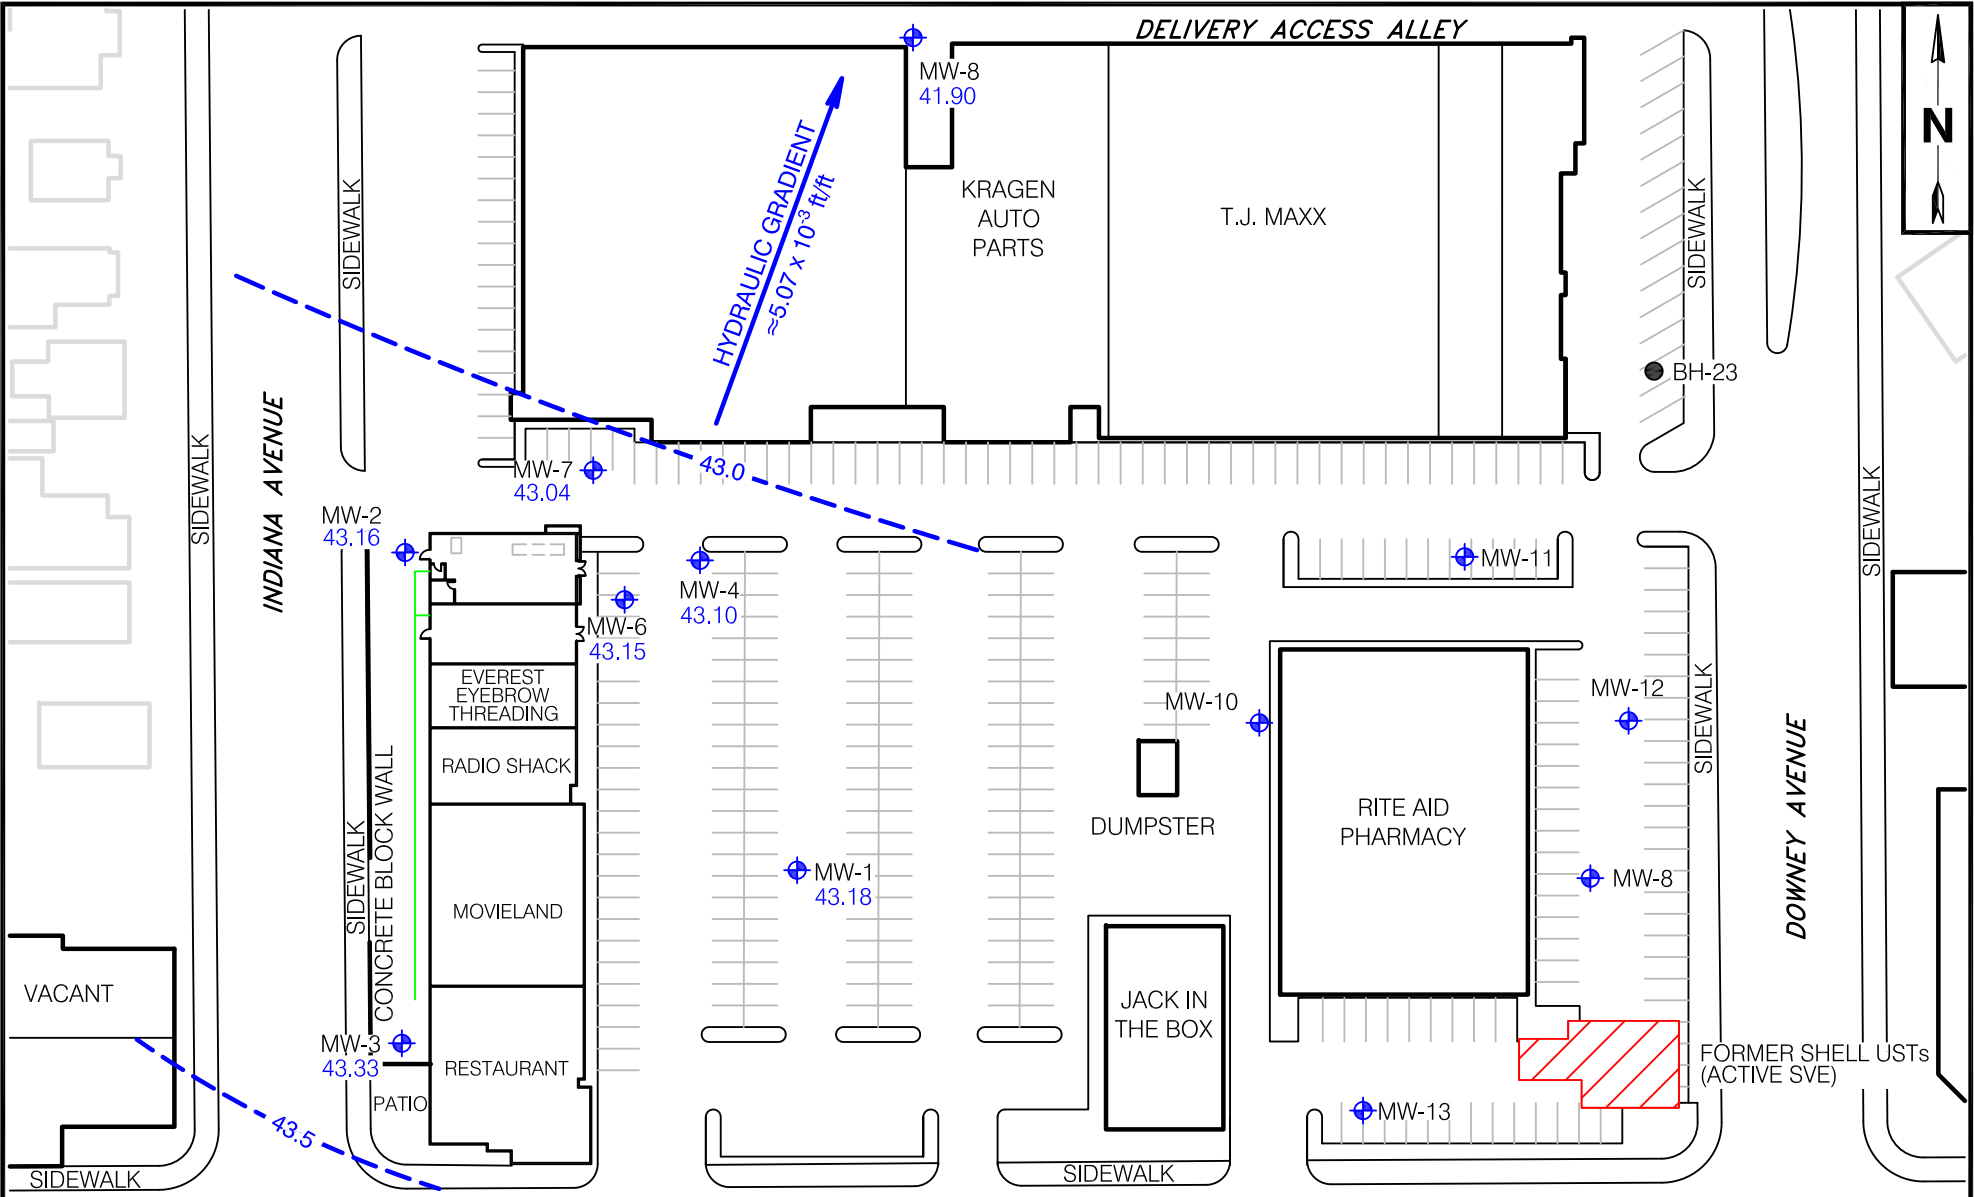 DELIVERY ACCESS ALLEY
N
MW-8
41.90
HYDRAULIC GRADIENT
≈5.07 x 10⁻³ ft/ft
KRAGEN
AUTO
PARTS
T.J. MAXX
SIDEWALK
SIDEWALK
BH-23
INDIANA AVENUE
SIDEWALK
MW-7
43.04
43.0
SIDEWALK
MW-2
43.16
MW-4
43.10
MW-6
43.15
MW-11
EVEREST
EYEBROW
THREADING
MW-10
MW-12
SIDEWALK
RADIO SHACK
DOWNEY AVENUE
CONCRETE BLOCK WALL
SIDEWALK
DUMPSTER
RITE AID
PHARMACY
MW-1
43.18
MW-8
MOVIELAND
VACANT
JACK IN
THE BOX
MW-3
43.33
RESTAURANT
FORMER SHELL USTs
(ACTIVE SVE)
PATIO
MW-13
43.5
SIDEWALK
SIDEWALK